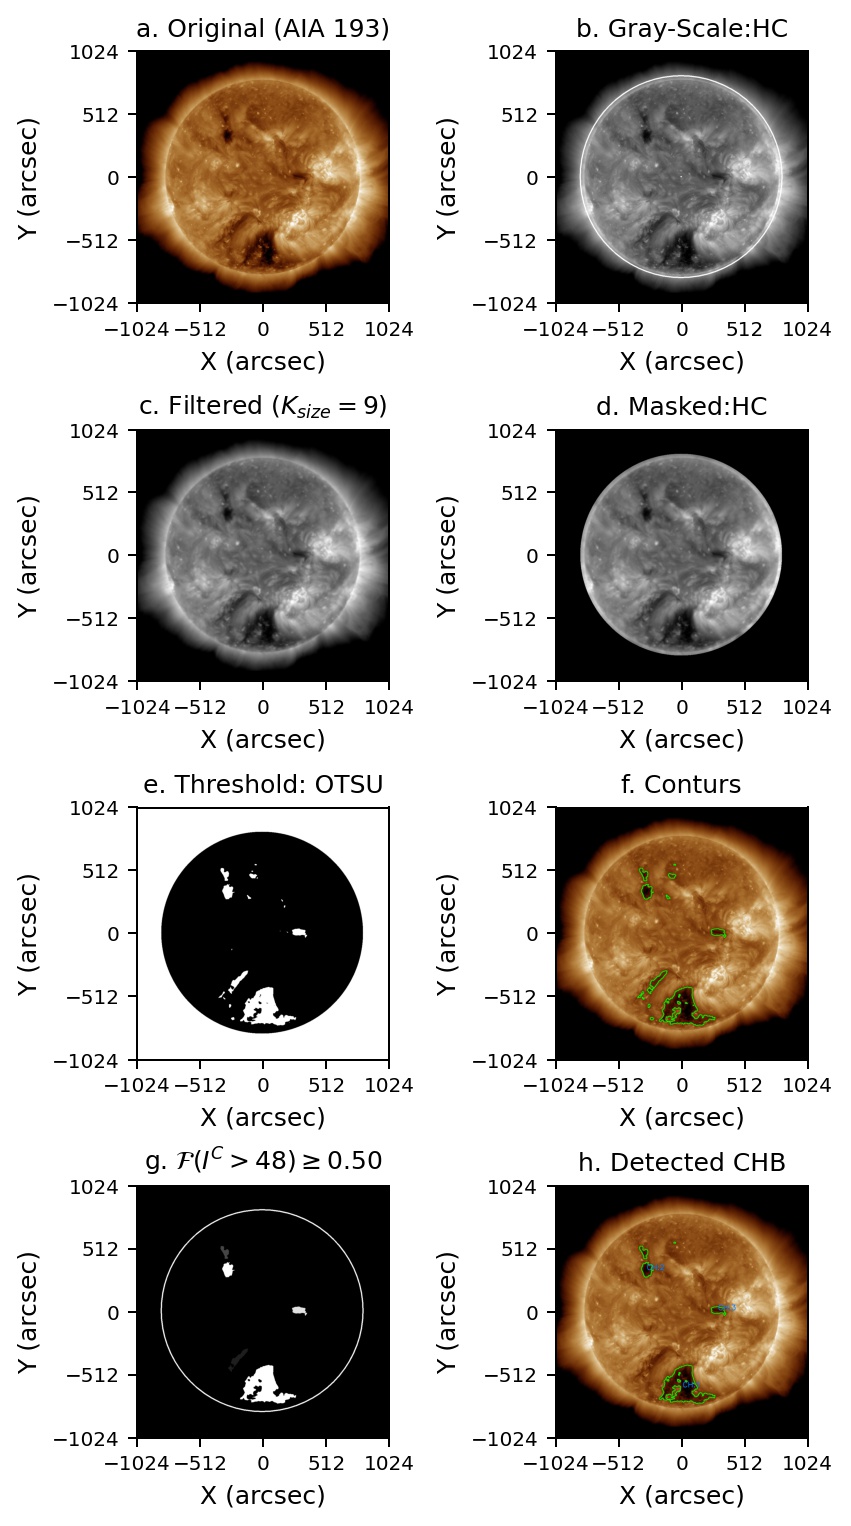 a. Original (AIA 193)
b. Gray-Scale:HC
1024
512
0
−512
−1024
Y (arcsec)
−1024 −512 0 512 1024
X (arcsec)
1024
512
0
−512
−1024
Y (arcsec)
−1024 −512 0 512 1024
X (arcsec)
c. Filtered (K_size = 9)
d. Masked:HC
1024
512
0
−512
−1024
Y (arcsec)
−1024 −512 0 512 1024
X (arcsec)
1024
512
0
−512
−1024
Y (arcsec)
−1024 −512 0 512 1024
X (arcsec)
e. Threshold: OTSU
f. Conturs
1024
512
0
−512
−1024
Y (arcsec)
−1024 −512 0 512 1024
X (arcsec)
1024
512
0
−512
−1024
Y (arcsec)
−1024 −512 0 512 1024
X (arcsec)
g. ℱ(I^C > 48) ≥ 0.50
h. Detected CHB
1024
512
0
−512
−1024
Y (arcsec)
−1024 −512 0 512 1024
X (arcsec)
1024
512
0
−512
−1024
Y (arcsec)
−1024 −512 0 512 1024
X (arcsec)